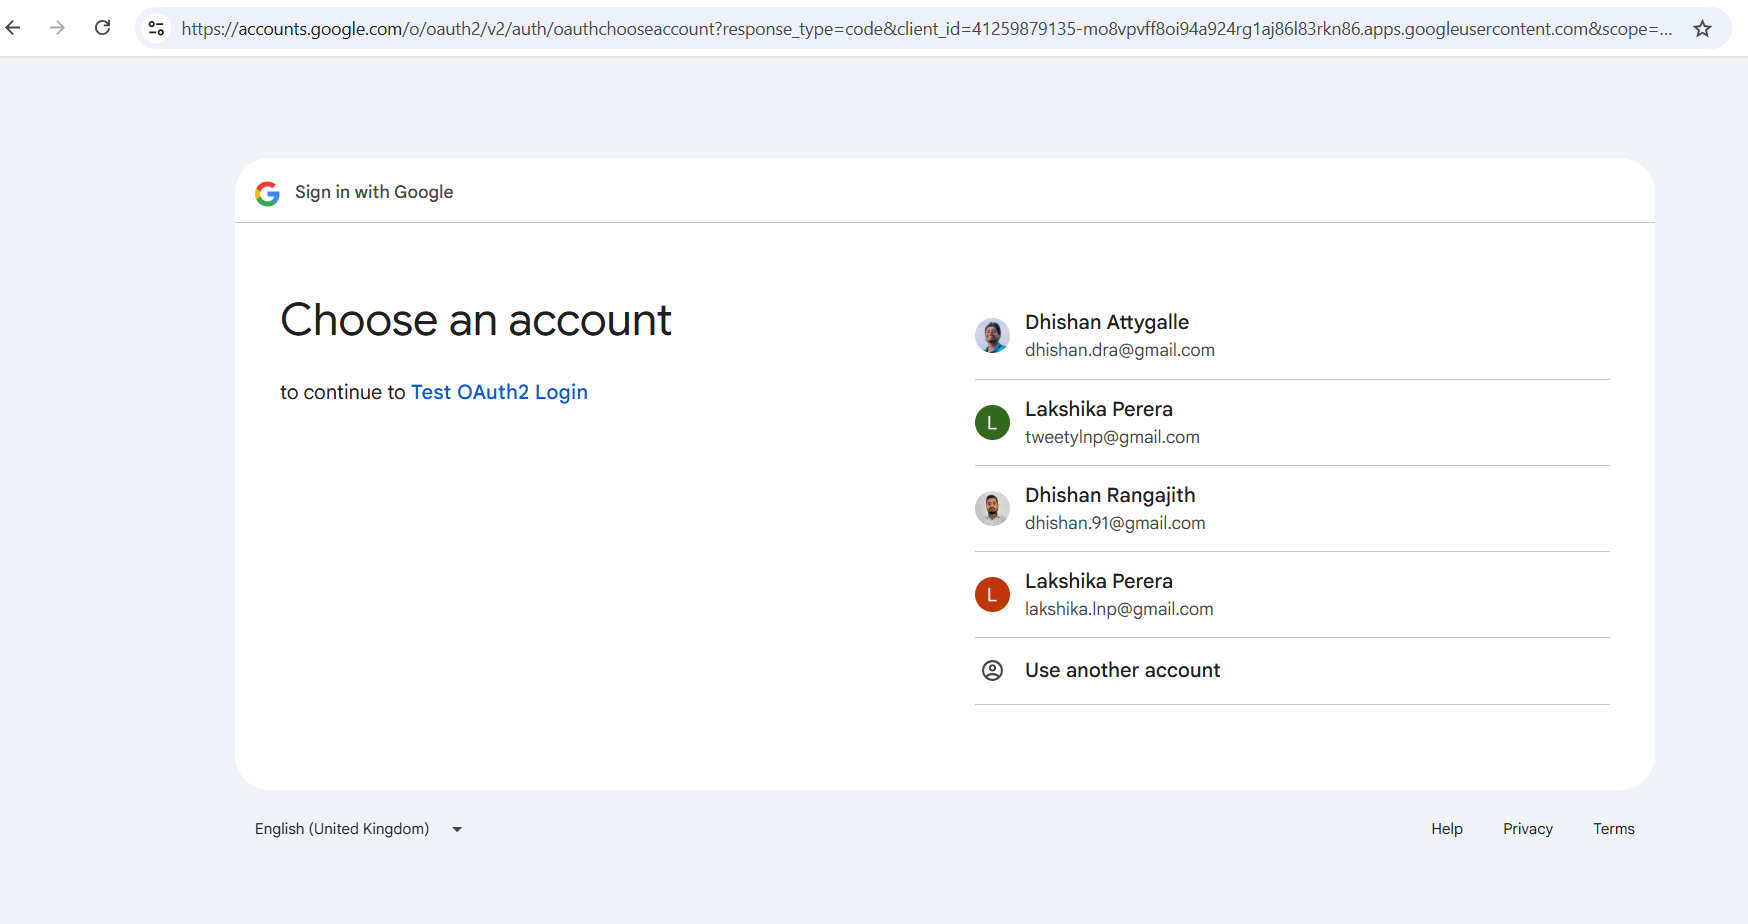 https://accounts.google.com/o/oauth2/v2/auth/oauthchooseaccount?response_type=code&client_id=41259879135-mo8vpvff8oi94a924rg1aj86l83rkn86.apps.googleusercontent.com&scope=...
Sign in with Google
Choose an account
to continue to Test OAuth2 Login
Dhishan Attygalle
dhishan.dra@gmail.com
L
Lakshika Perera
tweetylnp@gmail.com
Dhishan Rangajith
dhishan.91@gmail.com
L
Lakshika Perera
lakshika.lnp@gmail.com
Use another account
English (United Kingdom)
Help Privacy Terms